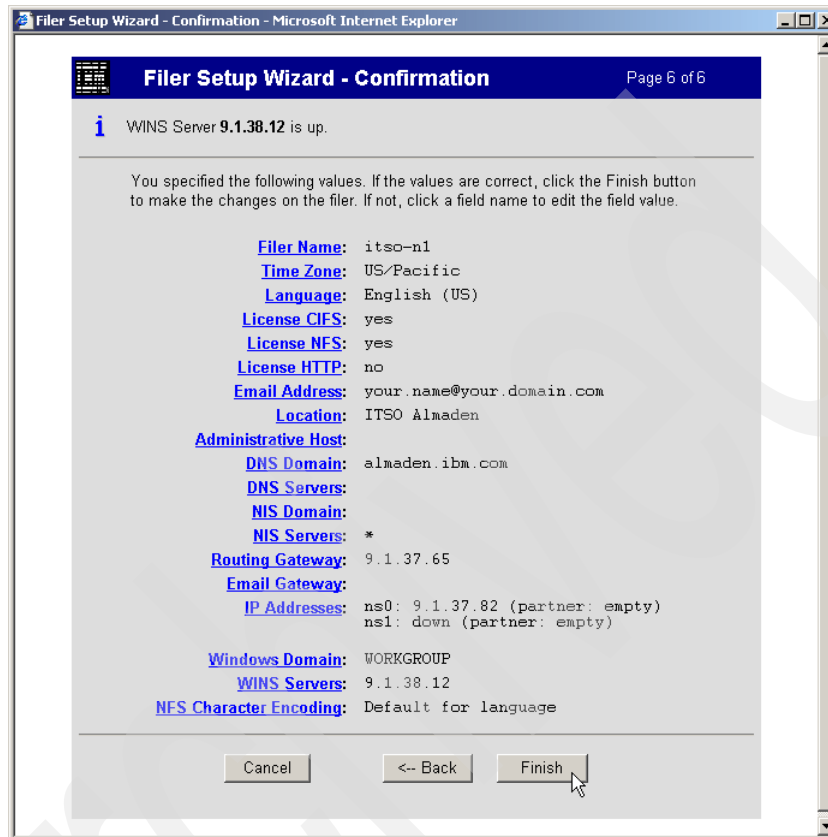 Filer Setup Wizard - Confirmation - Microsoft Internet Explorer
Filer Setup Wizard - Confirmation Page 6 of 6
i WINS Server 9.1.38.12 is up.
You specified the following values. If the values are correct, click the Finish button
to make the changes on the filer. If not, click a field name to edit the field value.
Filer Name: itso-n1
Time Zone: US/Pacific
Language: English (US)
License CIFS: yes
License NFS: yes
License HTTP: no
Email Address: your.name@your.domain.com
Location: ITSO Almaden
Administrative Host:
DNS Domain: almaden.ibm.com
DNS Servers:
NIS Domain:
NIS Servers: *
Routing Gateway: 9.1.37.65
Email Gateway:
IP Addresses: ns0: 9.1.37.82 (partner: empty)
ns1: down (partner: empty)
Windows Domain: WORKGROUP
WINS Servers: 9.1.38.12
NFS Character Encoding: Default for language
Cancel <-- Back Finish